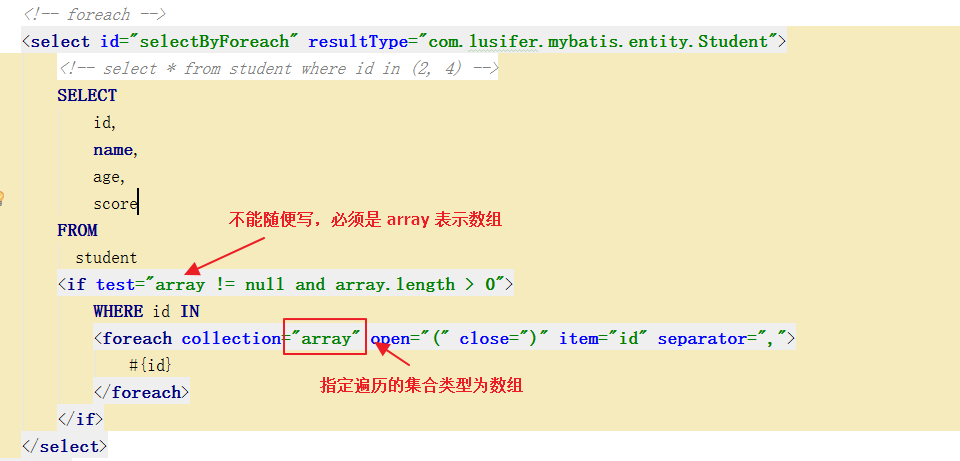 <!-- foreach -->
<select id="selectByForeach" resultType="com.lusifer.mybatis.entity.Student">
<!-- select * from student where id in (2, 4) -->
SELECT
id,
name,
age,
score
不能随便写，必须是 array 表示数组
FROM
student
<if test="array != null and array.length > 0">
WHERE id IN
<foreach collection="array" open="(" close=")" item="id" separator=",">
#{id}
指定遍历的集合类型为数组
</foreach>
</if>
</select>